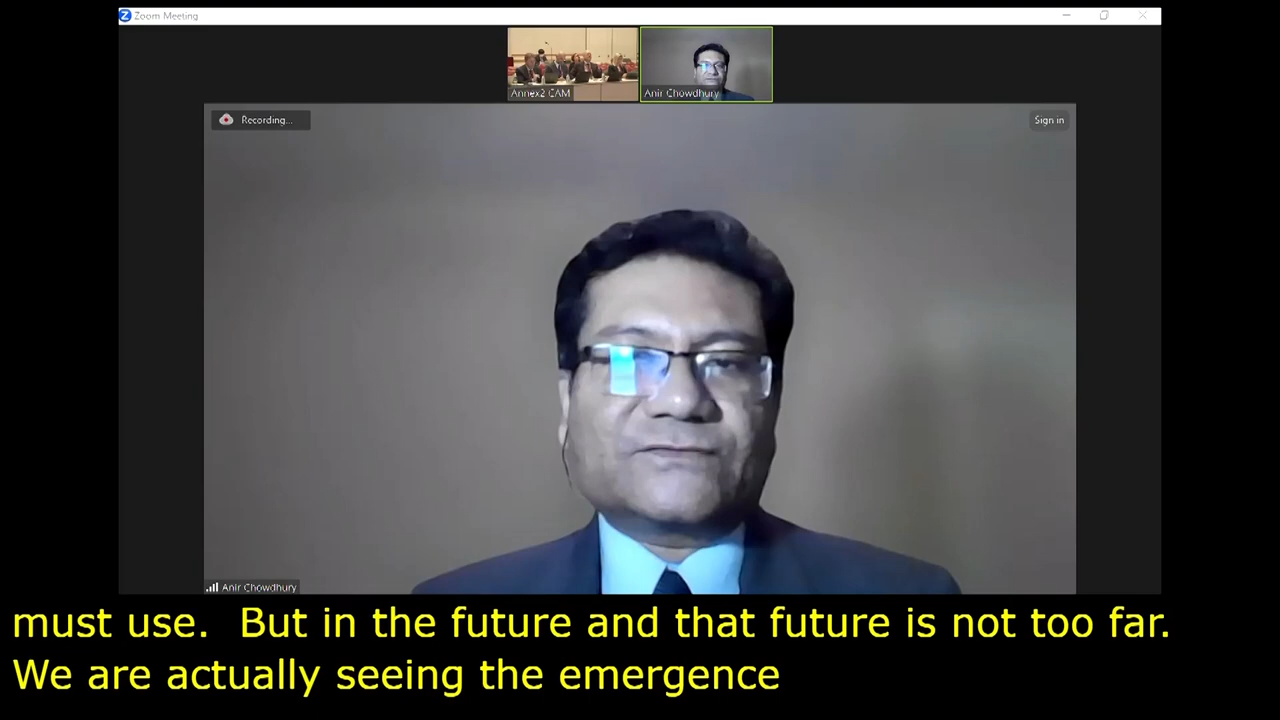 Zoom Meeting
Annex2 CAM
Anir Chowdhury
Recording...
Sign in
Anir Chowdhury
must use.  But in the future and that future is not too far.
We are actually seeing the emergence